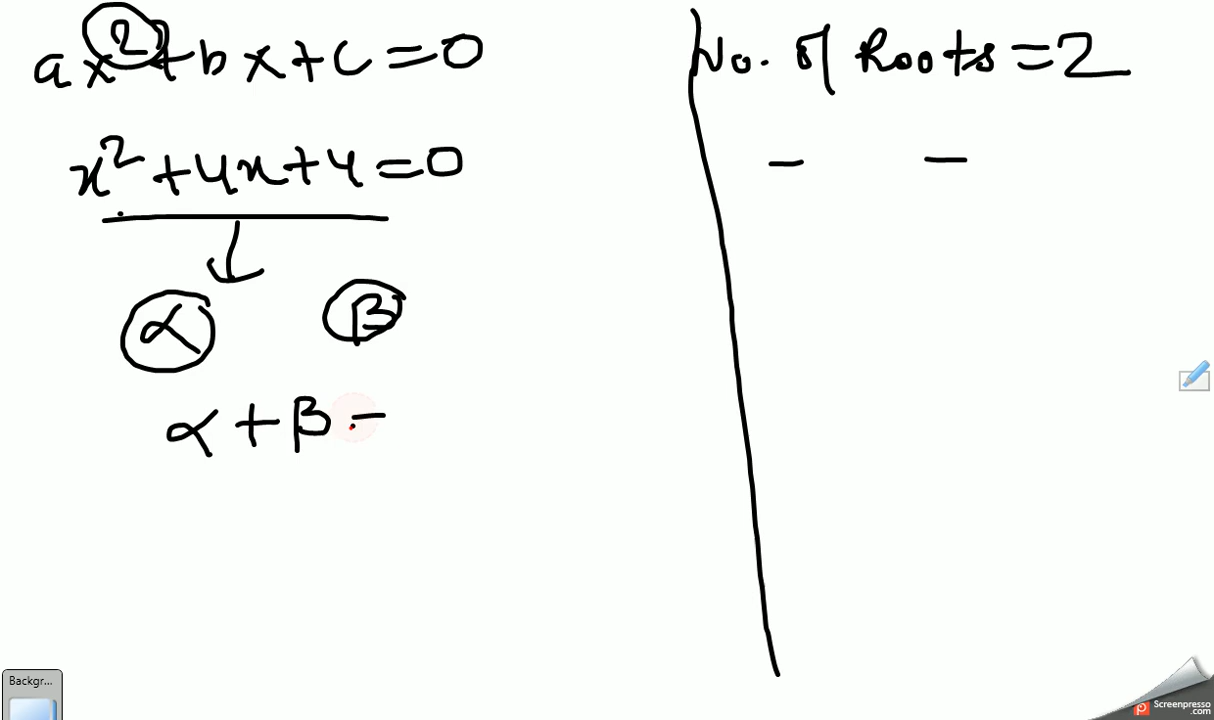 ax²+bx+c=0
x²+4x+4=0
α β
α+β=
No. of Roots=2
Backgr...
Screenpresso
.com